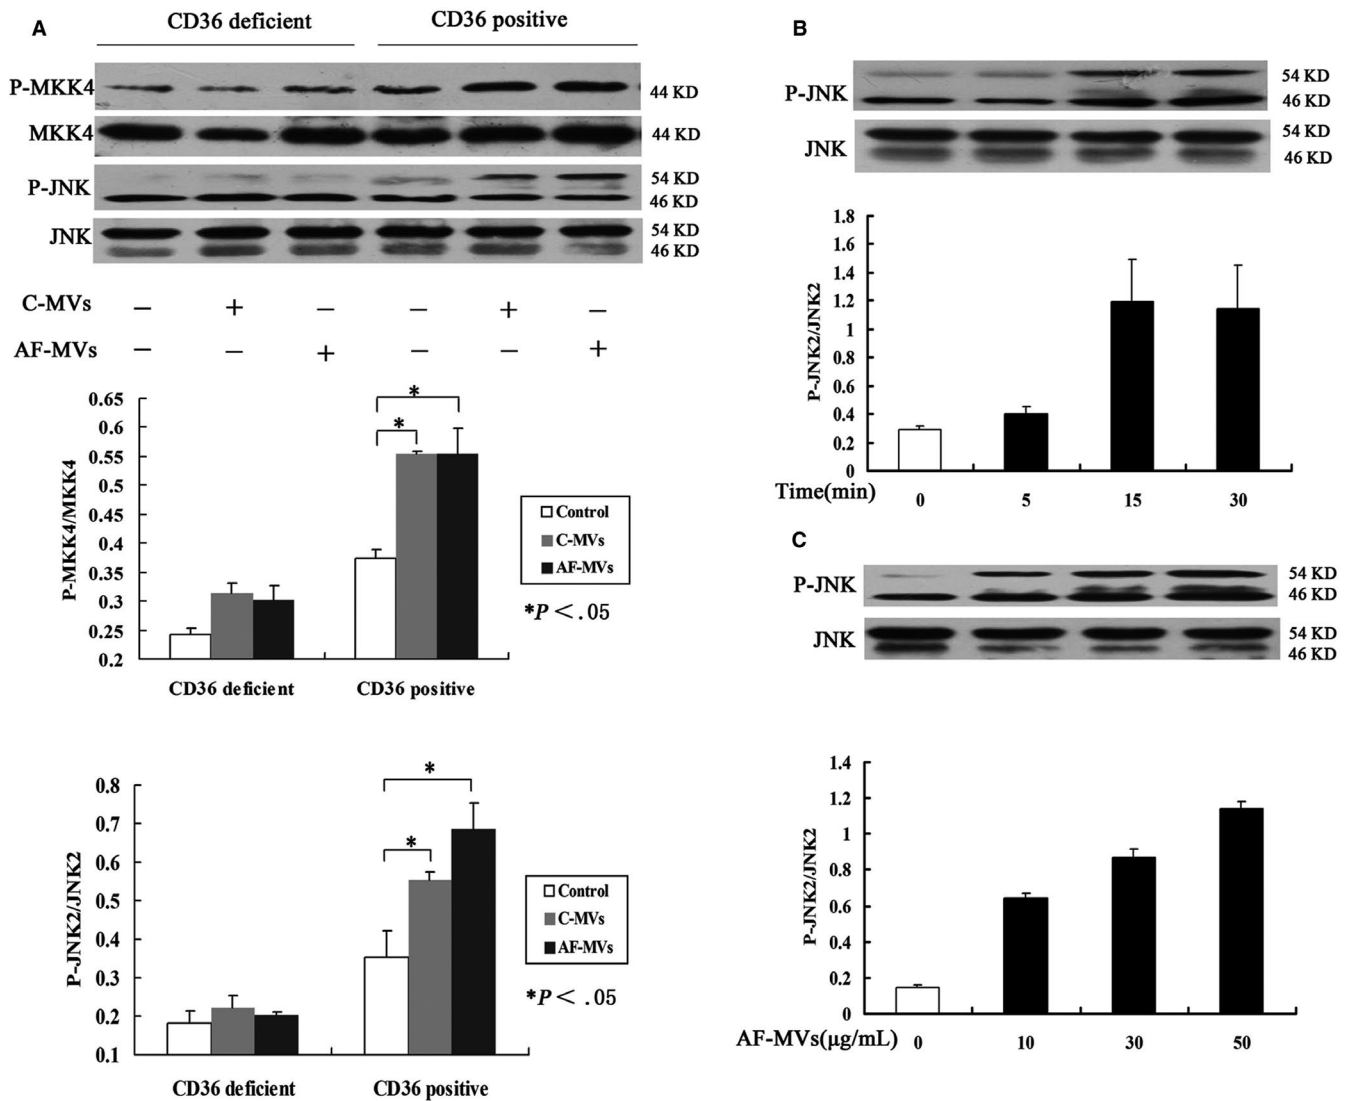 A
CD36 deficient CD36 positive
P-MKK4 44 KD
MKK4 44 KD
P-JNK 54 KD
46 KD
JNK 54 KD
46 KD
C-MVs − + − − + −
AF-MVs − − + − − +
0.65
0.6
0.55
0.5
0.45
0.4
0.35
0.3
0.25
0.2
P-MKK4/MKK4
*
*
Control
C-MVs
AF-MVs
*P＜.05
CD36 deficient CD36 positive
0.8
0.7
0.6
0.5
0.4
0.3
0.2
0.1
P-JNK2/JNK2
*
*
Control
C-MVs
AF-MVs
*P＜.05
CD36 deficient CD36 positive
B
P-JNK 54 KD
46 KD
JNK 54 KD
46 KD
1.8
1.6
1.4
1.2
1
0.8
0.6
0.4
0.2
0
P-JNK2/JNK2
Time(min) 0 5 15 30
C
P-JNK 54 KD
46 KD
JNK 54 KD
46 KD
1.4
1.2
1
0.8
0.6
0.4
0.2
0
P-JNK2/JNK2
AF-MVs(μg/mL) 0 10 30 50